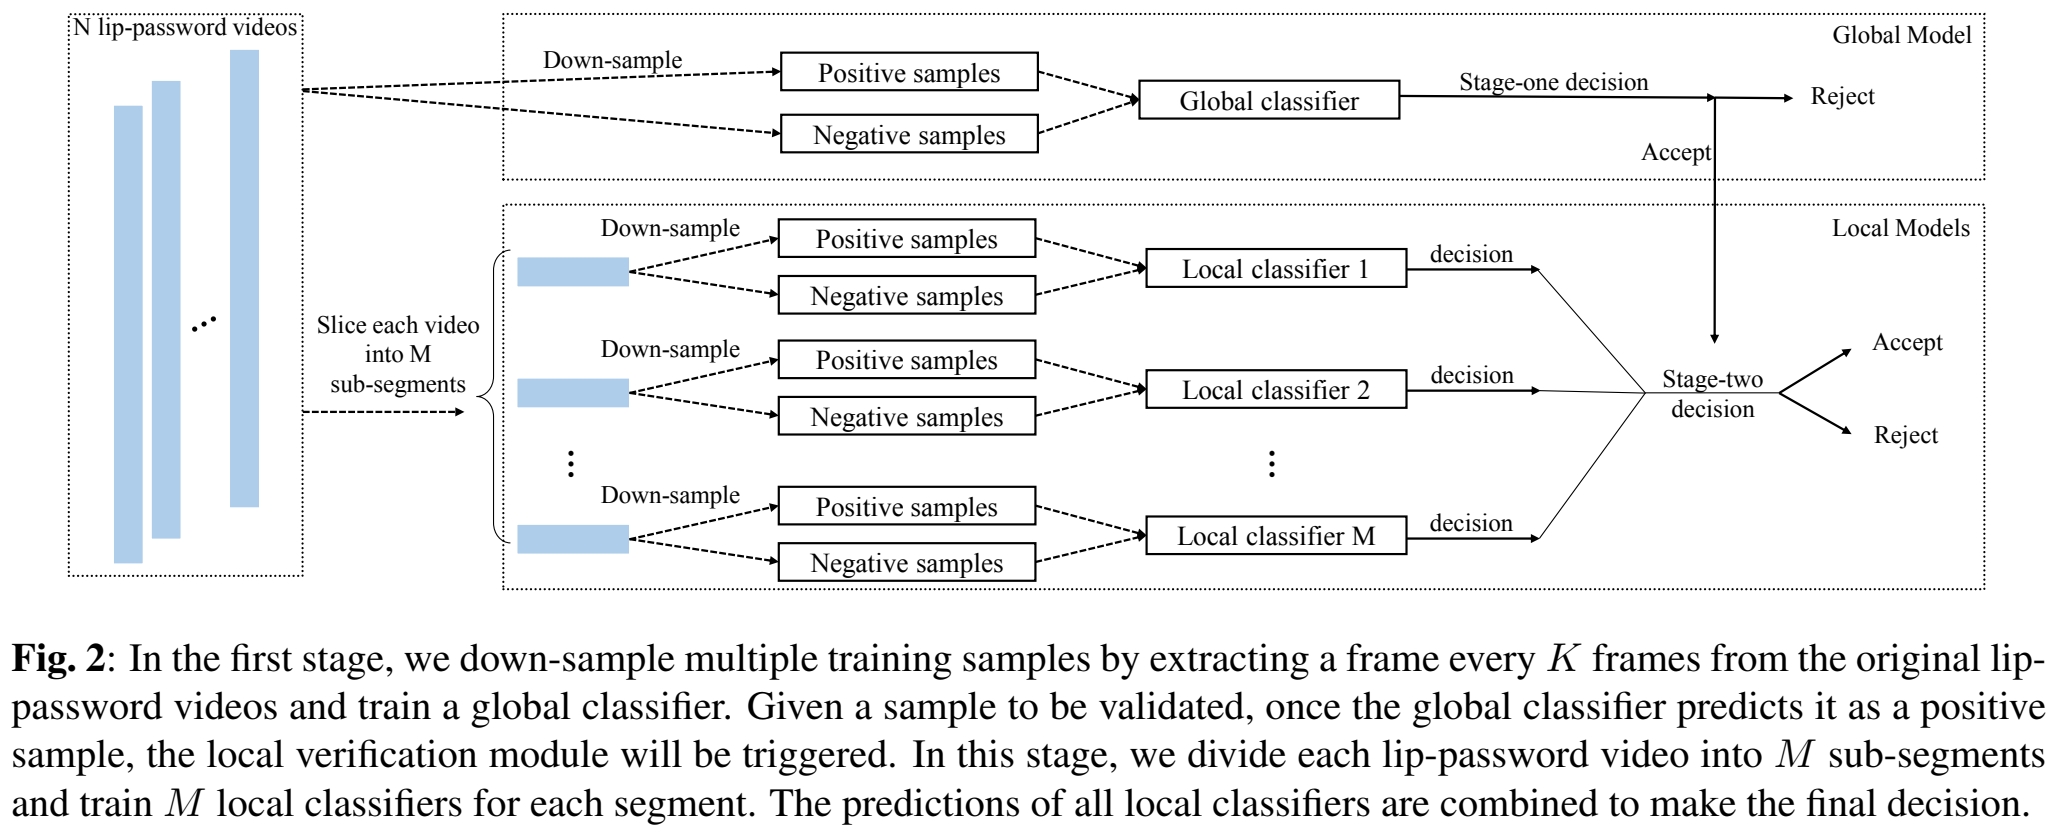 N lip-password videos
Global Model
Down-sample
Positive samples
Negative samples
Global classifier
Stage-one decision
Reject
Accept
Local Models
Slice each video
into M
sub-segments
Down-sample
Positive samples
Negative samples
Local classifier 1
decision
Down-sample
Positive samples
Negative samples
Local classifier 2
decision
Down-sample
Positive samples
Negative samples
Local classifier M
decision
Stage-two
decision
Accept
Reject
Fig. 2: In the first stage, we down-sample multiple training samples by extracting a frame every K frames from the original lip-
password videos and train a global classifier. Given a sample to be validated, once the global classifier predicts it as a positive
sample, the local verification module will be triggered. In this stage, we divide each lip-password video into M sub-segments
and train M local classifiers for each segment. The predictions of all local classifiers are combined to make the final decision.